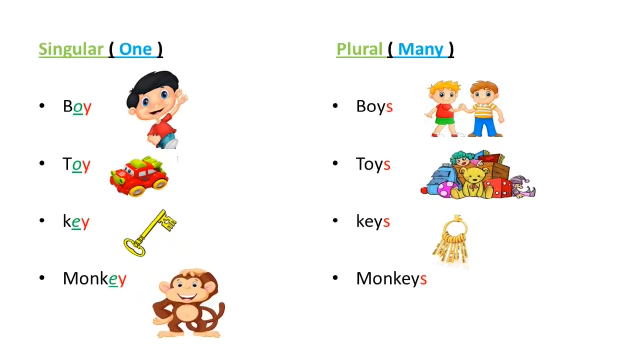 Singular ( One )
• Boy
• Toy
• key
• Monkey
Plural ( Many )
• Boys
• Toys
• keys
• Monkeys